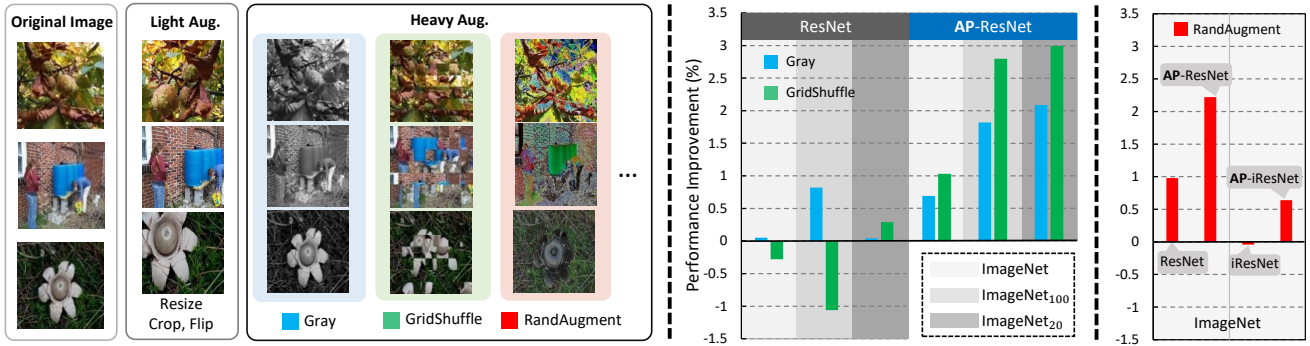 Original Image
Light Aug.
Resize
Crop, Flip
Heavy Aug.
...
Gray
GridShuffle
RandAugment
Performance Improvement (%)
3.5
3
2.5
2
1.5
1
0.5
0
-0.5
-1
-1.5
ResNet
AP-ResNet
Gray
GridShuffle
ImageNet
ImageNet₁₀₀
ImageNet₂₀
3.5
3
2.5
2
1.5
1
0.5
0
-0.5
-1
-1.5
RandAugment
AP-ResNet
AP-iResNet
ResNet
iResNet
ImageNet